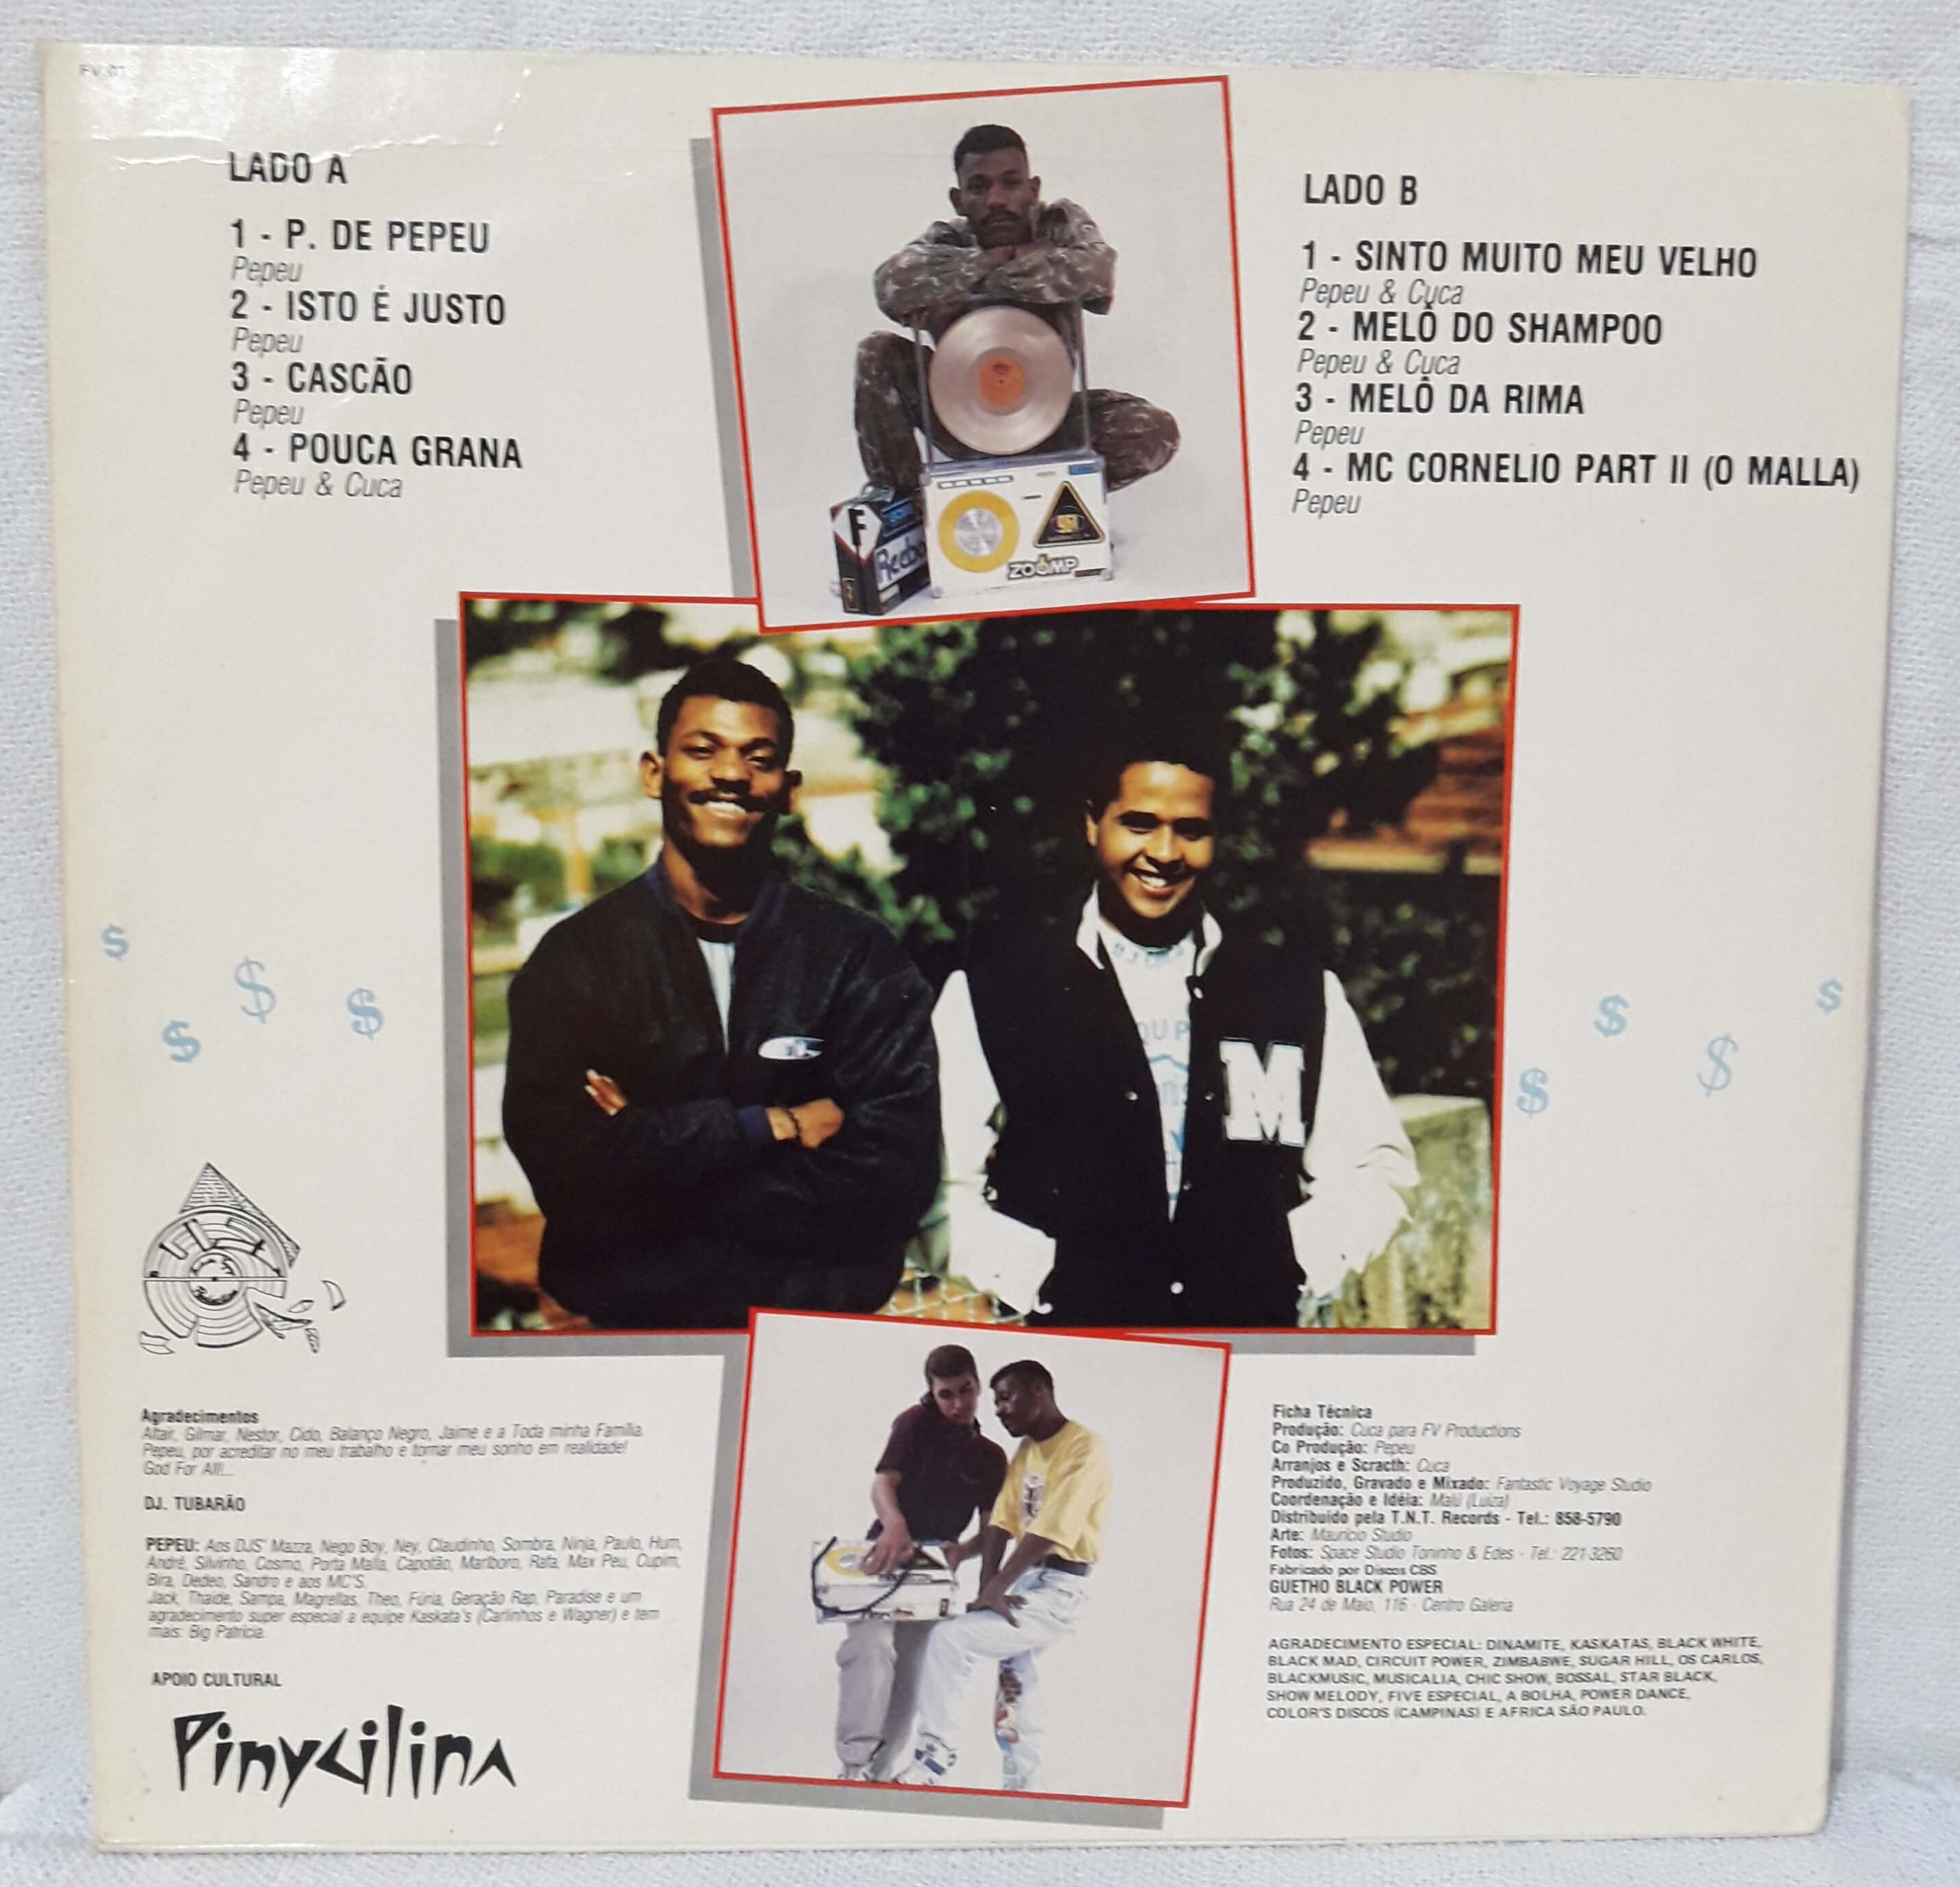 FV.01
LADO A
1 - P. DE PEPEU
Pepeu
2 - ISTO É JUSTO
Pepeu
3 - CASCÃO
Pepeu
4 - POUCA GRANA
Pepeu & Cuca
LADO B
1 - SINTO MUITO MEU VELHO
Pepeu & Cuca
2 - MELÔ DO SHAMPOO
Pepeu & Cuca
3 - MELÔ DA RIMA
Pepeu
4 - MC CORNELIO PART II (O MALLA)
Pepeu
F
ZOOMP
M
$ $ $ $
$ $ $ $
Agradecimentos
Altair, Gilmar, Nestor, Cido, Balanço Negro, Jaime e a Toda minha Família.
Pepeu, por acreditar no meu trabalho e tornar meu sonho em realidade!
God For All!...
DJ. TUBARÃO
PEPEU: Aos DJS' Mazza, Nego Boy, Ney, Claudinho, Sombra, Ninja, Paulo, Hum,
André, Silvinho, Cosmo, Porta Malla, Capotão, Marlboro, Rafa, Max Peu, Cupim,
Bira, Dedeo, Sandro e aos MC'S.
Jack, Thaide, Sampa, Magrellas, Theo, Fúria, Geração Rap, Paradise e um
agradecimento super especial a equipe Kaskata's (Carlinhos e Wagner) e tem
mais: Big Patricia.
APOIO CULTURAL
Pinycilina
Ficha Técnica
Produção: Cuca para FV Productions
Co Produção: Pepeu
Arranjos e Scracth: Cuca
Produzido, Gravado e Mixado: Fantastic Voyage Studio
Coordenação e Idéia: Malú (Luiza)
Distribuido pela T.N.T. Records - Tel.: 858-5790
Arte: Mauricio Studio
Fotos: Space Studio Toninho & Edes - Tel.: 221-3260
Fabricado por Discos CBS
GUETHO BLACK POWER
Rua 24 de Maio, 116 - Centro Galeria
AGRADECIMENTO ESPECIAL: DINAMITE, KASKATAS, BLACK WHITE,
BLACK MAD, CIRCUIT POWER, ZIMBABWE, SUGAR HILL, OS CARLOS,
BLACKMUSIC, MUSICALIA, CHIC SHOW, BOSSAL, STAR BLACK,
SHOW MELODY, FIVE ESPECIAL, A BOLHA, POWER DANCE,
COLOR'S DISCOS (CAMPINAS) E AFRICA SÃO PAULO.